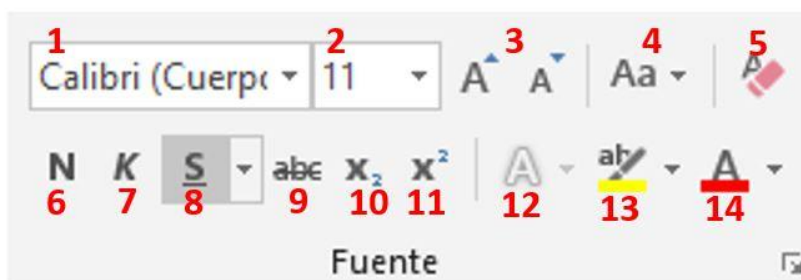 1 2 3 4 5
Calibri (Cuerpo 11 A A Aa A
N K S abc x₂ x² A ab A
6 7 8 9 10 11 12 13 14
Fuente